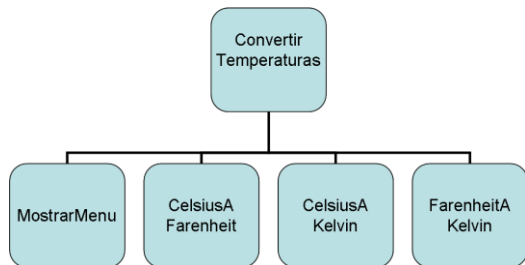 Convertir
Temperaturas
MostrarMenu
CelsiusA
Farenheit
CelsiusA
Kelvin
FarenheitA
Kelvin